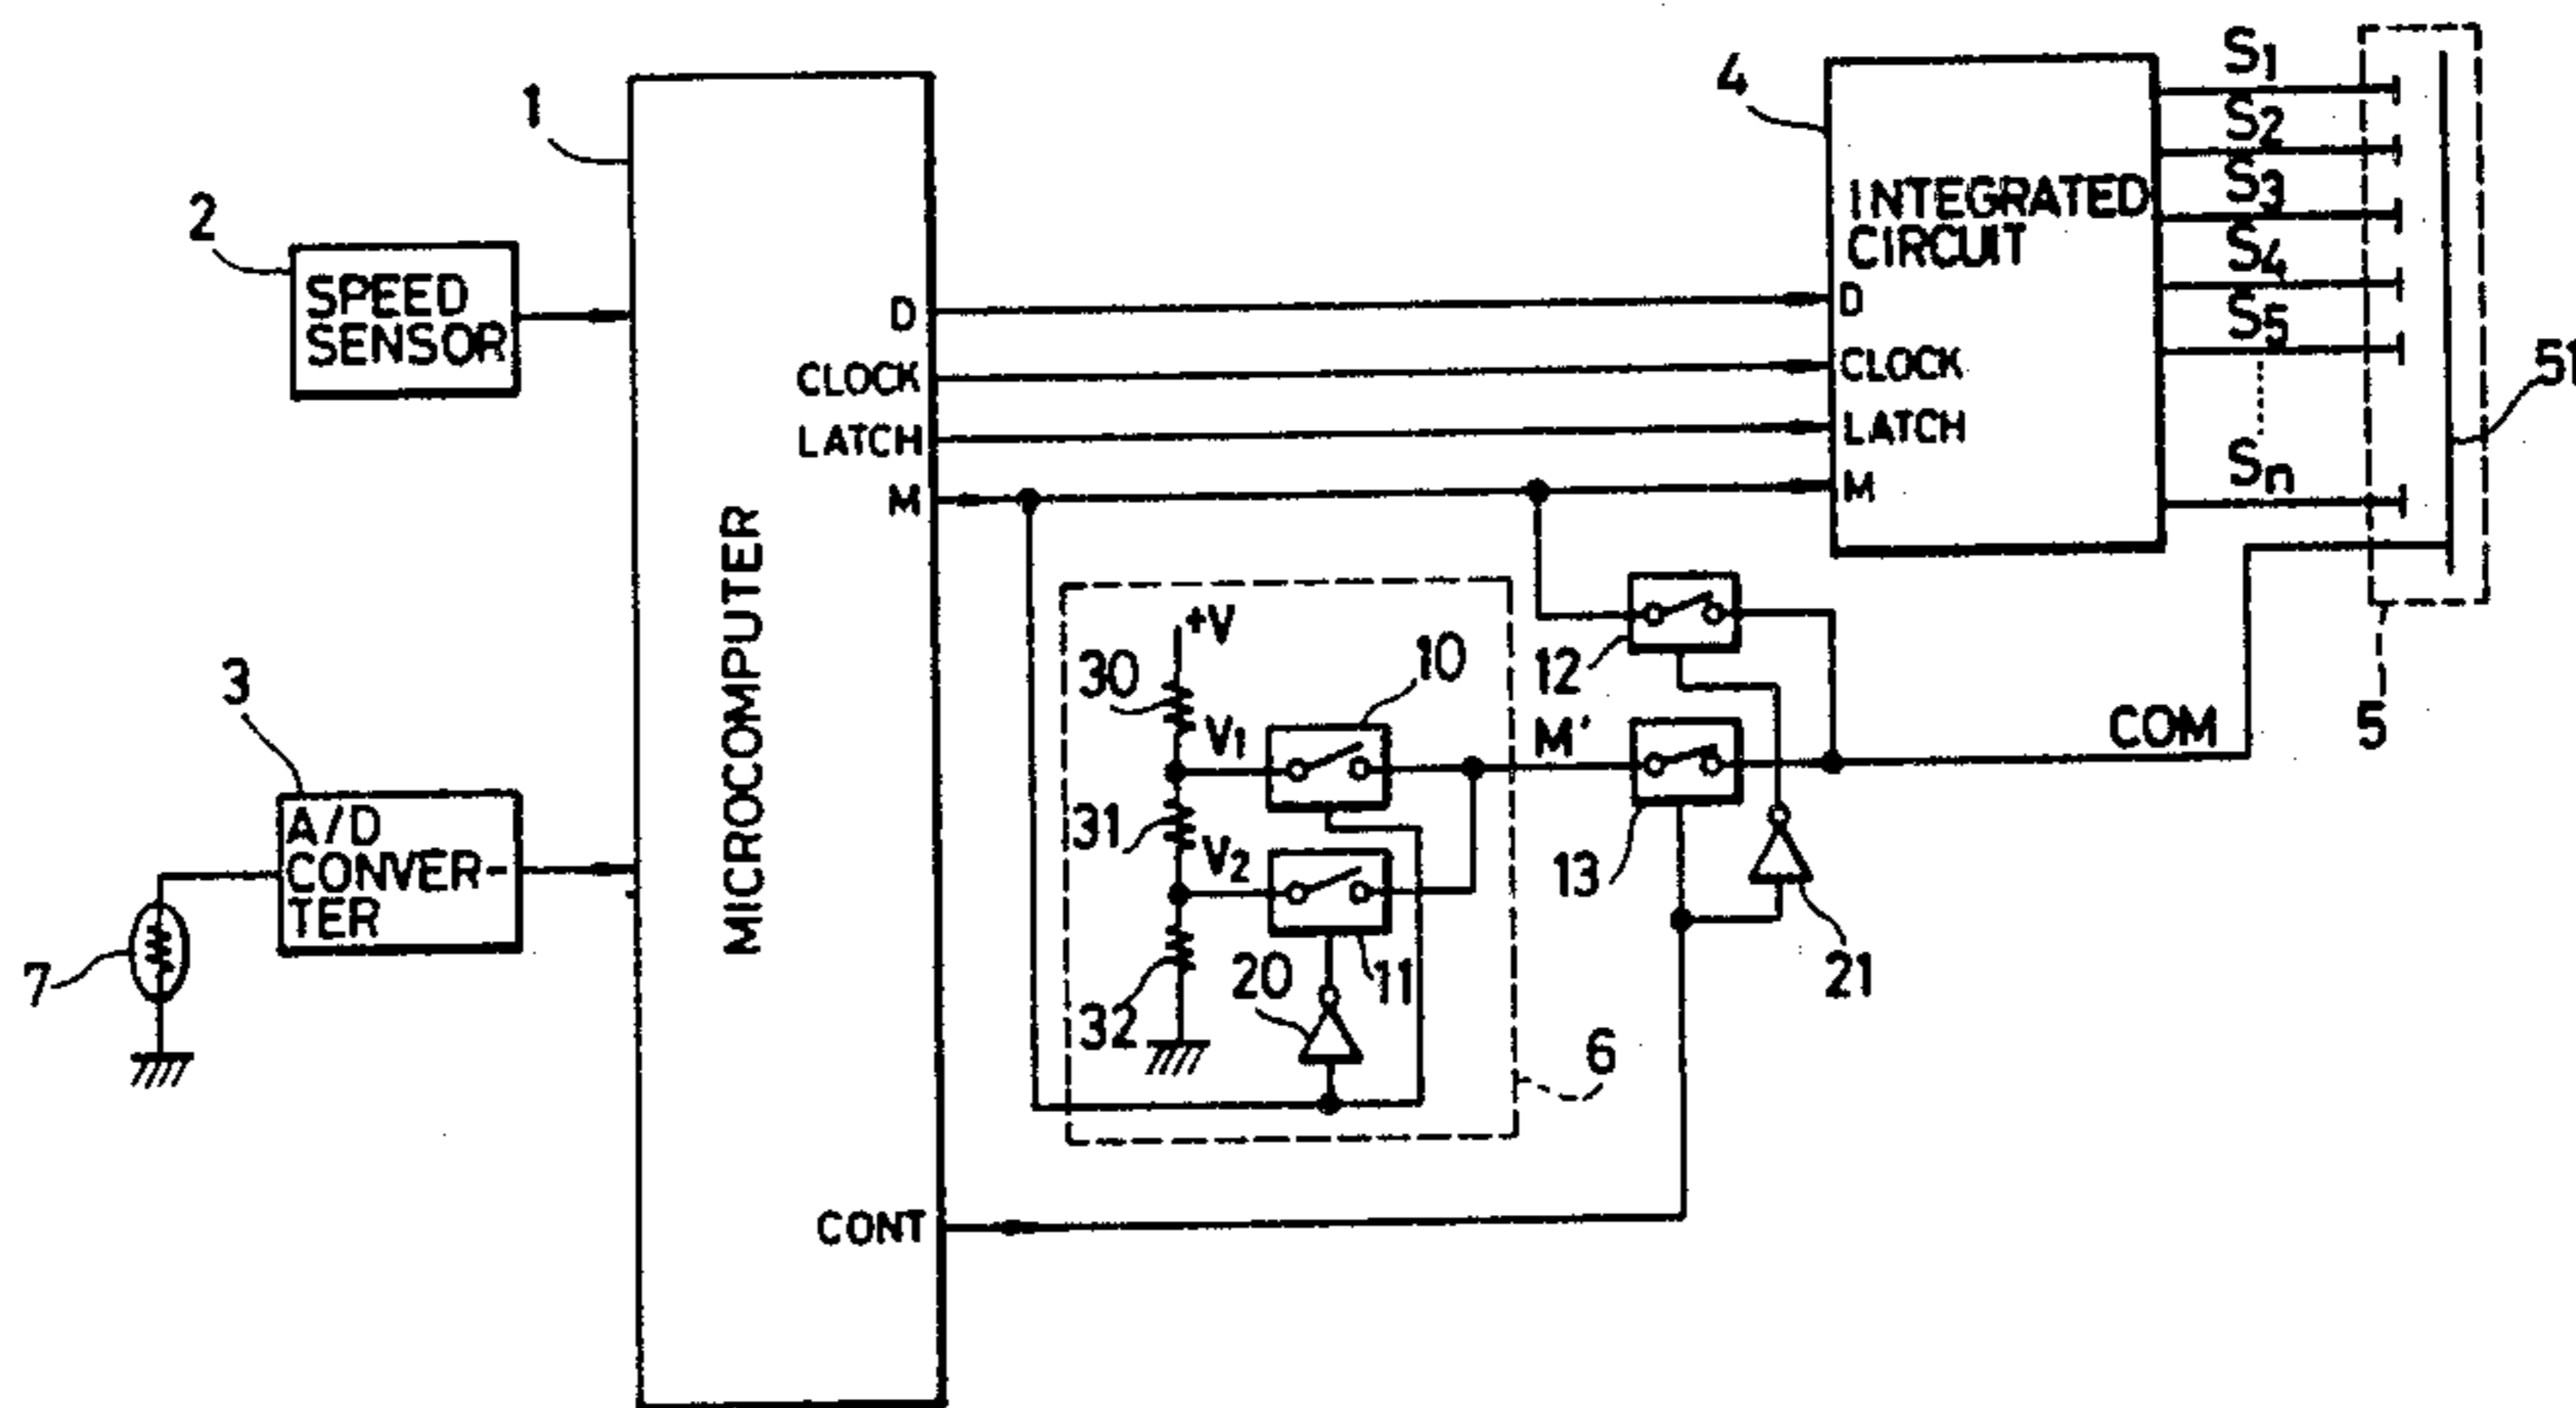 1
2
SPEED
SENSOR
3
A/D
CONVER-
TER
7
MICROCOMPUTER
D
CLOCK
LATCH
M
CONT
4
INTEGRATED
CIRCUIT
D
CLOCK
LATCH
M
S1
S2
S3
S4
S5
Sn
51
5
COM
+V
30
V1
10
31
V2
11
32
20
6
M'
12
13
21